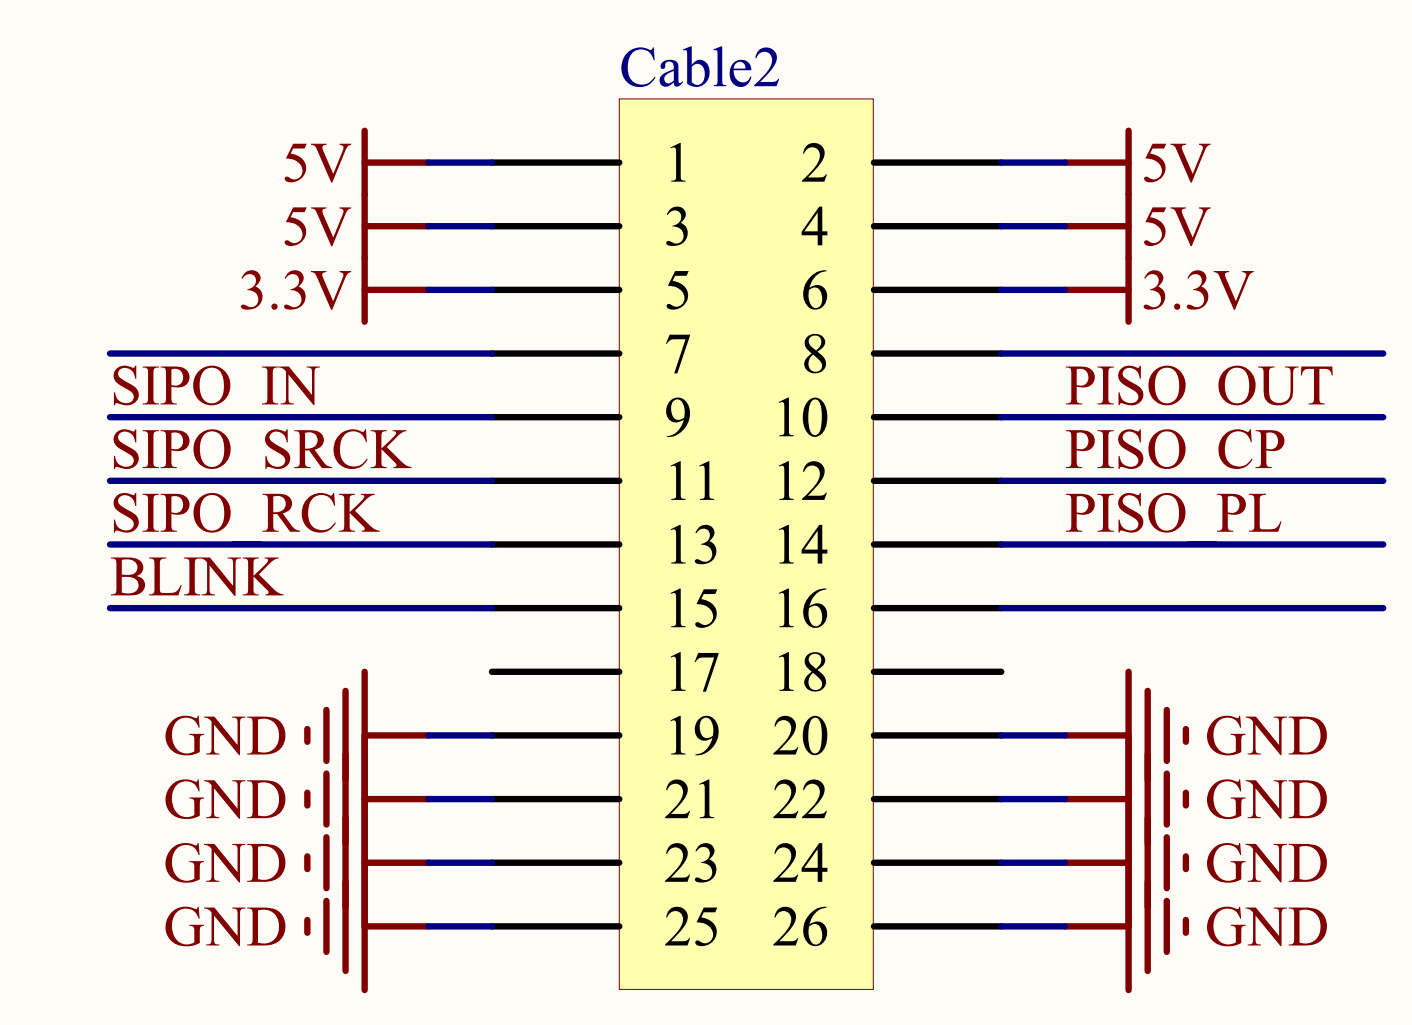 Cable2
5V 1 2 5V
5V 3 4 5V
3.3V 5 6 3.3V
7 8
SIPO_IN PISO_OUT
9 10
SIPO_SRCK PISO_CP
11 12
SIPO_RCK PISO_PL
13 14
BLINK
15 16
17 18
GND 19 20 GND
GND 21 22 GND
GND 23 24 GND
GND 25 26 GND